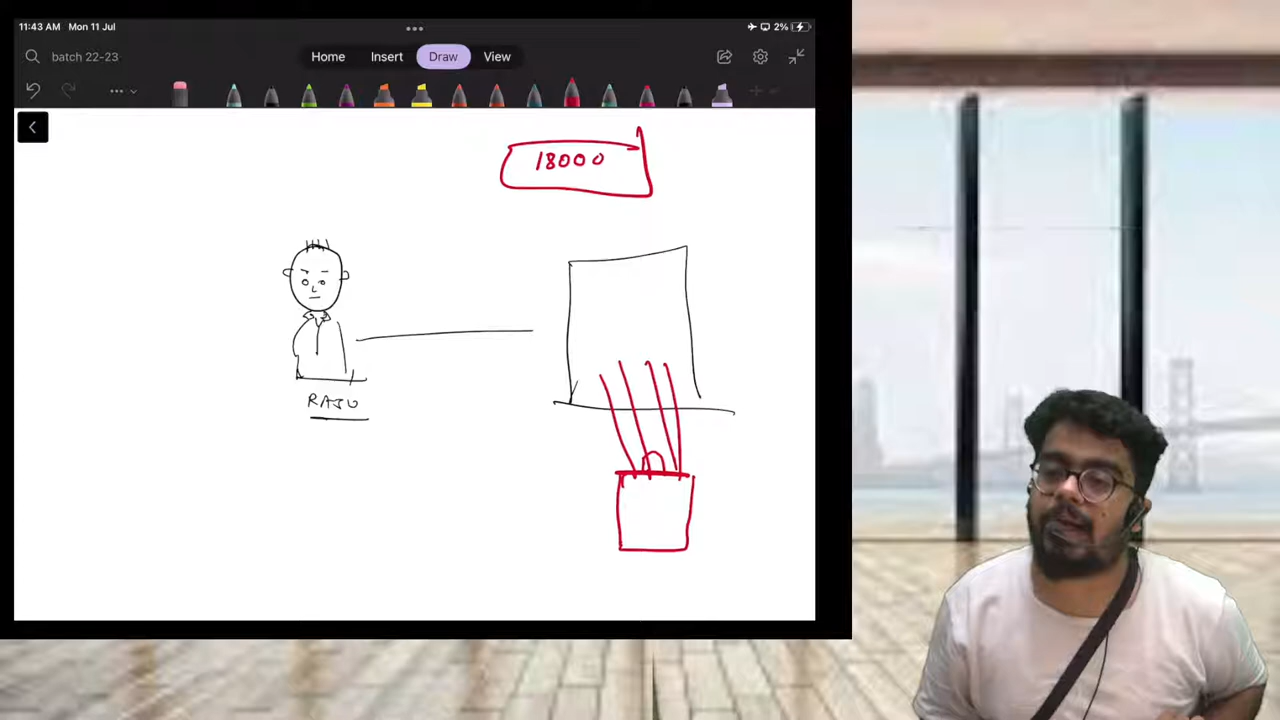 11:43 AM Mon 11 Jul
2%
batch 22-23
Home Insert Draw View
18000
RAJU